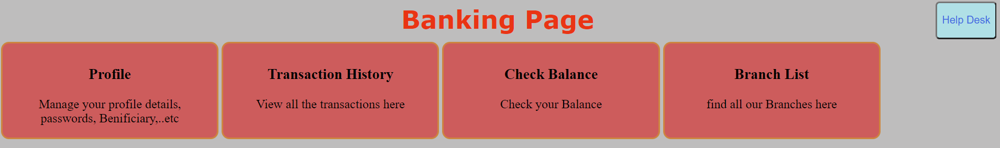 Banking Page
Help Desk
Profile
Manage your profile details,
passwords, Benificiary,..etc
Transaction History
View all the transactions here
Check Balance
Check your Balance
Branch List
find all our Branches here